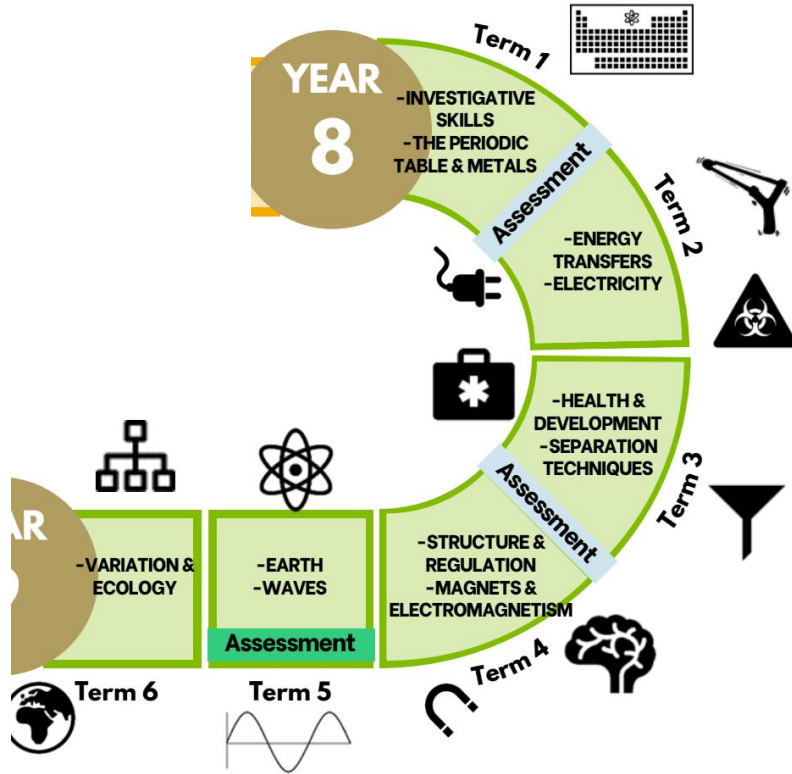 YEAR
8
Term 1
-INVESTIGATIVE
SKILLS
-THE PERIODIC
TABLE & METALS
Assessment
Term 2
-ENERGY
TRANSFERS
-ELECTRICITY
-HEALTH &
DEVELOPMENT
-SEPARATION
TECHNIQUES
Term 3
Assessment
-STRUCTURE &
REGULATION
-MAGNETS &
ELECTROMAGNETISM
Term 4
-EARTH
-WAVES
Assessment
Term 5
-VARIATION &
ECOLOGY
Term 6
AR